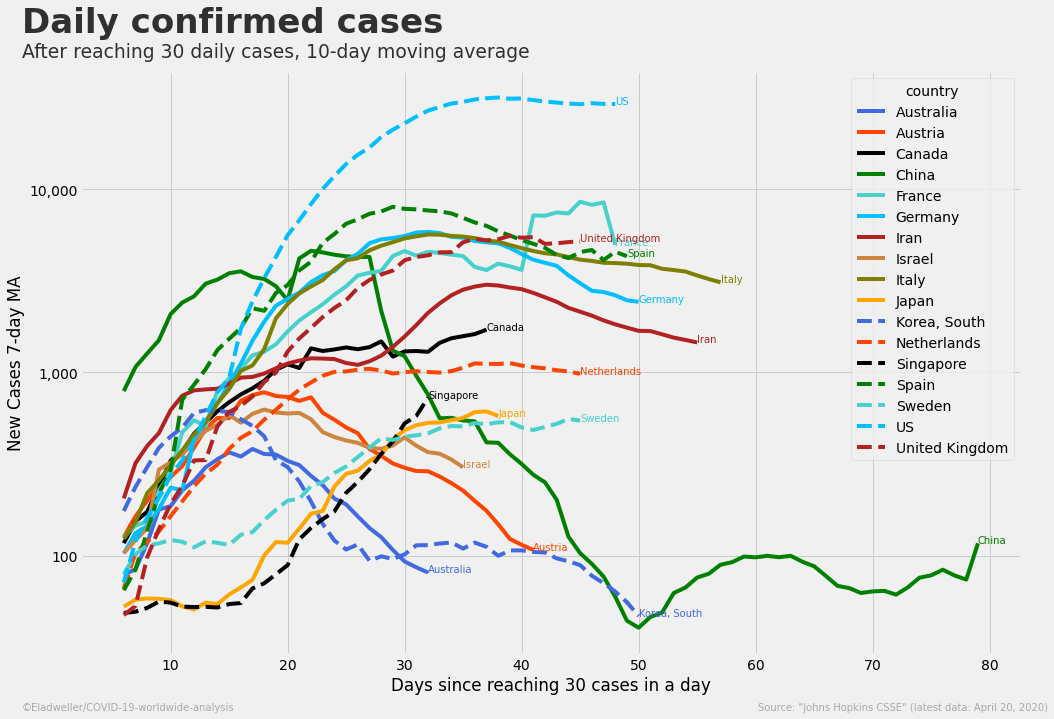 Daily confirmed cases
After reaching 30 daily cases, 10-day moving average
New Cases 7-day MA
10,000
1,000
100
US
United Kingdom
France
Spain
Italy
Germany
Canada
Iran
Netherlands
Singapore
Japan
Sweden
Israel
Austria
China
Australia
Korea, South
country
Australia
Austria
Canada
China
France
Germany
Iran
Israel
Italy
Japan
Korea, South
Netherlands
Singapore
Spain
Sweden
US
United Kingdom
10
20
30
40
50
60
70
80
Days since reaching 30 cases in a day
©Eladweller/COVID-19-worldwide-analysis
Source: "Johns Hopkins CSSE" (latest data: April 20, 2020)